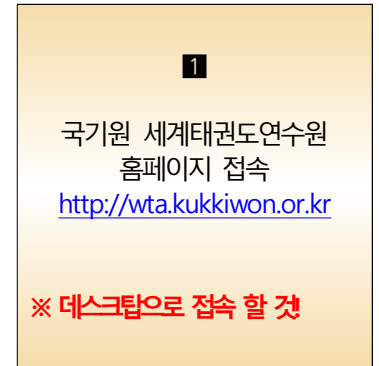 1
국기원 세계태권도연수원
홈페이지 접속
http://wta.kukkiwon.or.kr
※ 데스크탑으로 접속 할 것!